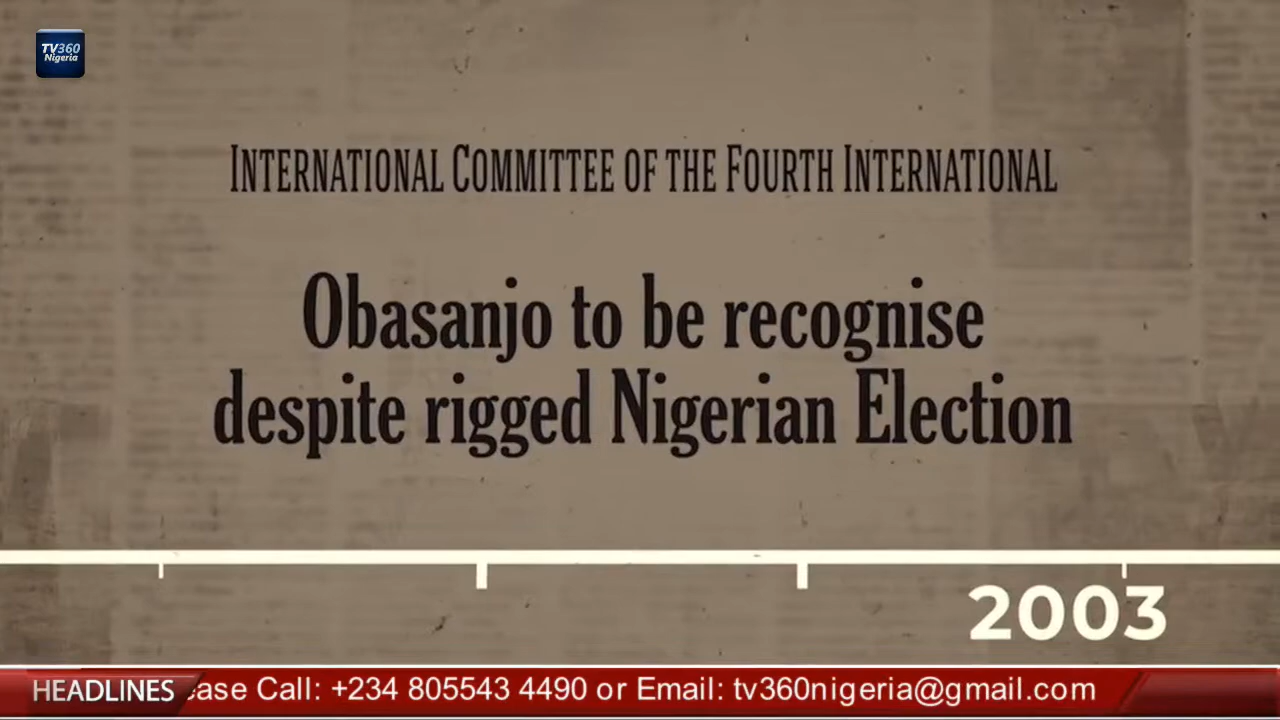 TV360
Nigeria
INTERNATIONAL COMMITTEE OF THE FOURTH INTERNATIONAL
Obasanjo to be recognise
despite rigged Nigerian Election
2003
HEADLINES ease Call: +234 805543 4490 or Email: tv360nigeria@gmail.com